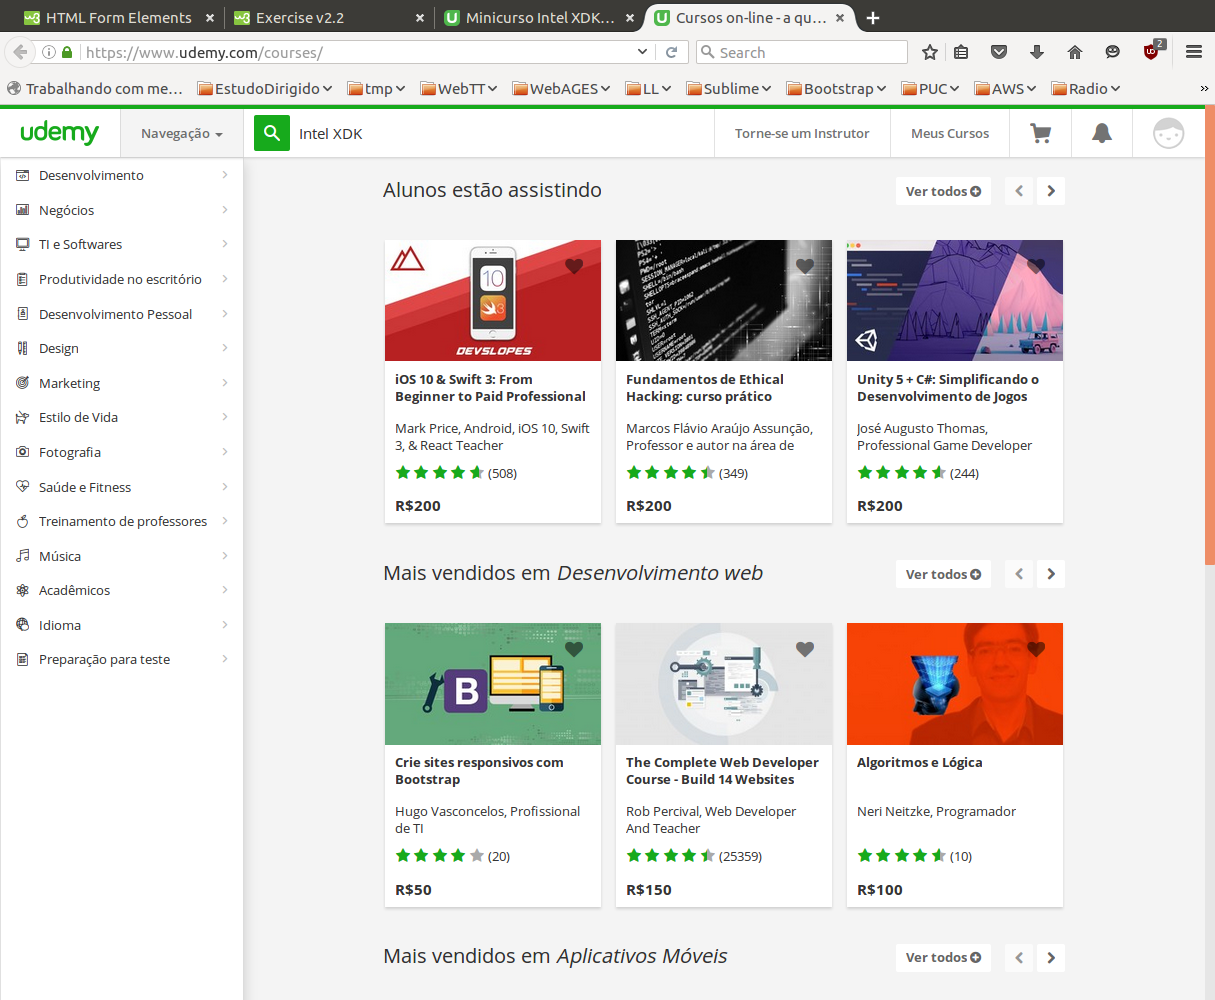 HTML Form Elements
Exercise v2.2
Minicurso Intel XDK...
Cursos on-line - a qu...
https://www.udemy.com/courses/
Search
2
Trabalhando com me...
EstudoDirigido
tmp
WebTT
WebAGES
LL
Sublime
Bootstrap
PUC
AWS
Radio
udemy
Navegação
Intel XDK
Torne-se um Instrutor
Meus Cursos
Desenvolvimento
Negócios
TI e Softwares
Produtividade no escritório
Desenvolvimento Pessoal
Design
Marketing
Estilo de Vida
Fotografia
Saúde e Fitness
Treinamento de professores
Música
Acadêmicos
Idioma
Preparação para teste
Alunos estão assistindo
Ver todos
10
3
DEVSLOPES
iOS 10 & Swift 3: From
Beginner to Paid Professional
Mark Price, Android, iOS 10, Swift
3, & React Teacher
(508)
R$200
Fundamentos de Ethical
Hacking: curso prático
Marcos Flávio Araújo Assunção,
Professor e autor na área de
(349)
R$200
Unity 5 + C#: Simplificando o
Desenvolvimento de Jogos
José Augusto Thomas,
Professional Game Developer
(244)
R$200
Mais vendidos em Desenvolvimento web
Ver todos
B
Crie sites responsivos com
Bootstrap
Hugo Vasconcelos, Profissional
de TI
(20)
R$50
The Complete Web Developer
Course - Build 14 Websites
Rob Percival, Web Developer
And Teacher
(25359)
R$150
Algoritmos e Lógica
Neri Neitzke, Programador
(10)
R$100
Mais vendidos em Aplicativos Móveis
Ver todos